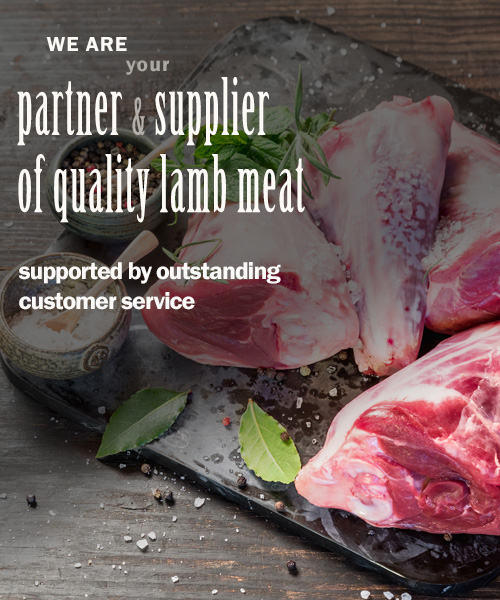 WE ARE
your
partner & supplier
of quality lamb meat
supported by outstanding
customer service